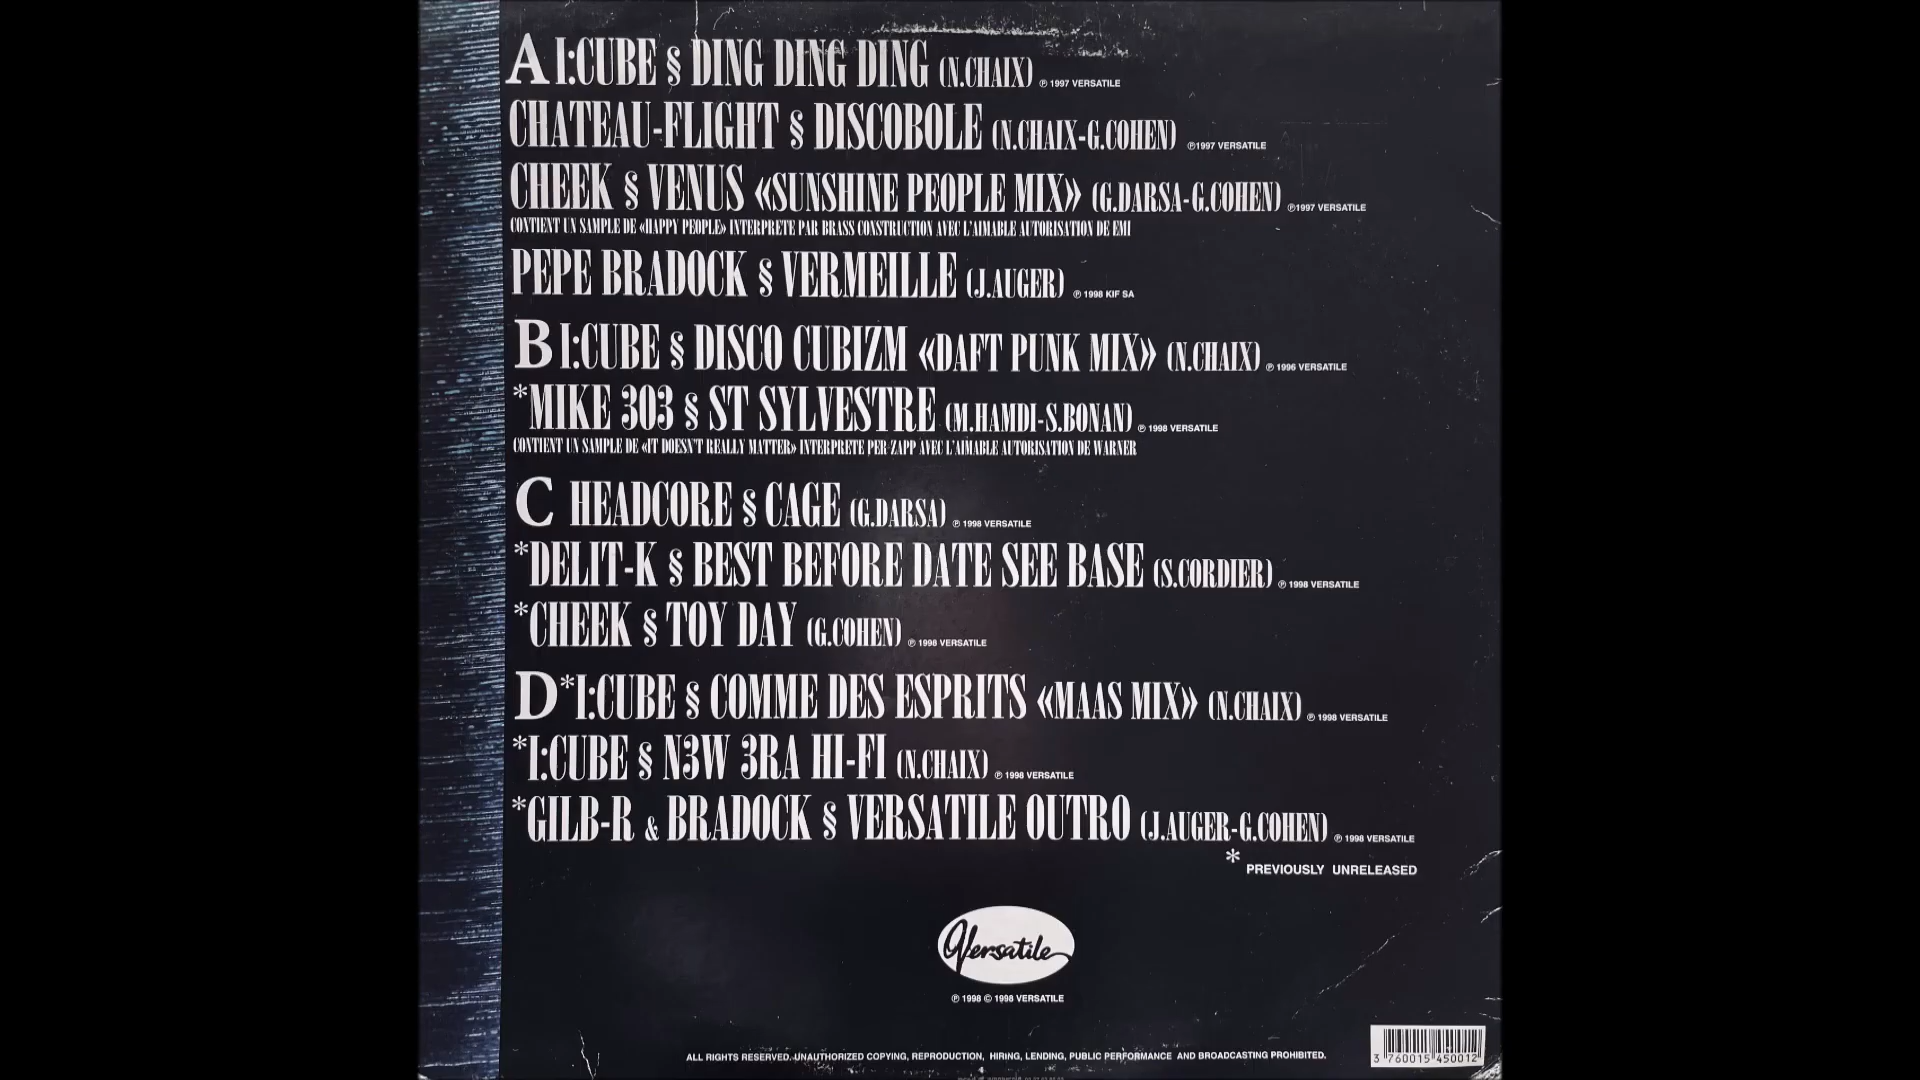 A I:CUBE § DING DING DING (N.CHAIX) ℗ 1997 VERSATILE
CHATEAU-FLIGHT § DISCOBOLE (N.CHAIX-G.COHEN) ℗1997 VERSATILE
CHEEK § VENUS «SUNSHINE PEOPLE MIX» (G.DARSA-G.COHEN) ℗1997 VERSATILE
CONTIENT UN SAMPLE DE «HAPPY PEOPLE» INTERPRETE PAR BRASS CONSTRUCTION AVEC L'AIMABLE AUTORISATION DE EMI
PEPE BRADOCK § VERMEILLE (J.AUGER) ℗ 1998 KIF SA
B I:CUBE § DISCO CUBIZM «DAFT PUNK MIX» (N.CHAIX) ℗ 1996 VERSATILE
*MIKE 303 § ST SYLVESTRE (M.HAMDI-S.BONAN) ℗ 1998 VERSATILE
CONTIENT UN SAMPLE DE «IT DOESN'T REALLY MATTER» INTERPRETE PER-ZAPP AVEC L'AIMABLE AUTORISATION DE WARNER
C HEADCORE § CAGE (G.DARSA) ℗ 1998 VERSATILE
*DELIT-K § BEST BEFORE DATE SEE BASE (S.CORDIER) ℗ 1998 VERSATILE
*CHEEK § TOY DAY (G.COHEN) ℗ 1998 VERSATILE
D *I:CUBE § COMME DES ESPRITS «MAAS MIX» (N.CHAIX) ℗ 1998 VERSATILE
*I:CUBE § N3W 3RA HI-FI (N.CHAIX) ℗ 1998 VERSATILE
*GILB-R & BRADOCK § VERSATILE OUTRO (J.AUGER-G.COHEN) ℗ 1998 VERSATILE
* PREVIOUSLY UNRELEASED
Versatile
℗ 1998 © 1998 VERSATILE
ALL RIGHTS RESERVED. UNAUTHORIZED COPYING, REPRODUCTION, HIRING, LENDING, PUBLIC PERFORMANCE AND BROADCASTING PROHIBITED.
3 760015 450012